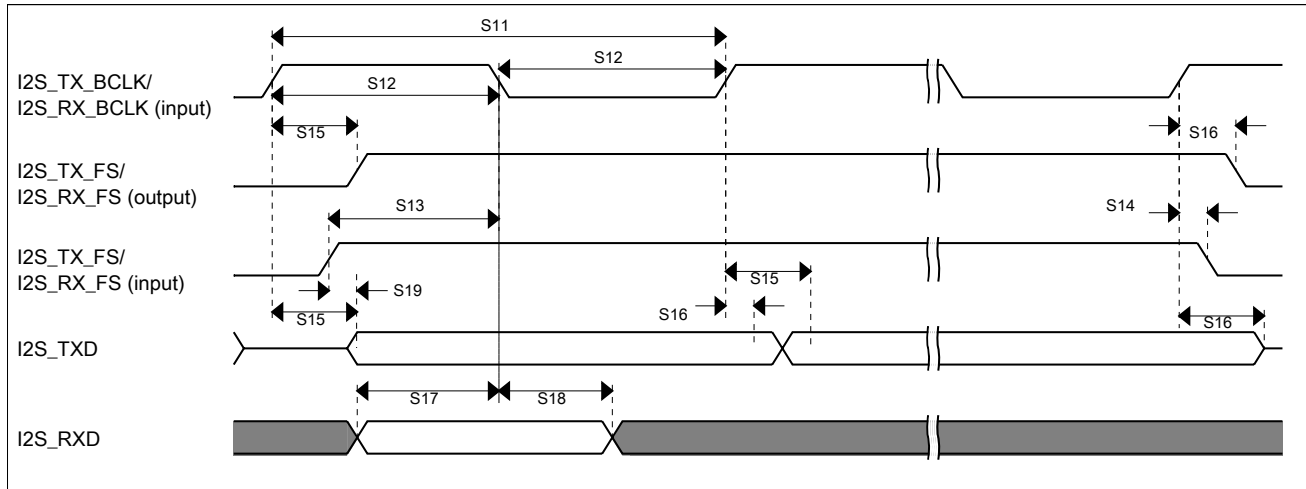 S11
I2S_TX_BCLK/
I2S_RX_BCLK (input)
S12
S12
S15
S16
I2S_TX_FS/
I2S_RX_FS (output)
S13
S14
I2S_TX_FS/
I2S_RX_FS (input)
S15
S19
S15
S16
S16
I2S_TXD
S17
S18
I2S_RXD